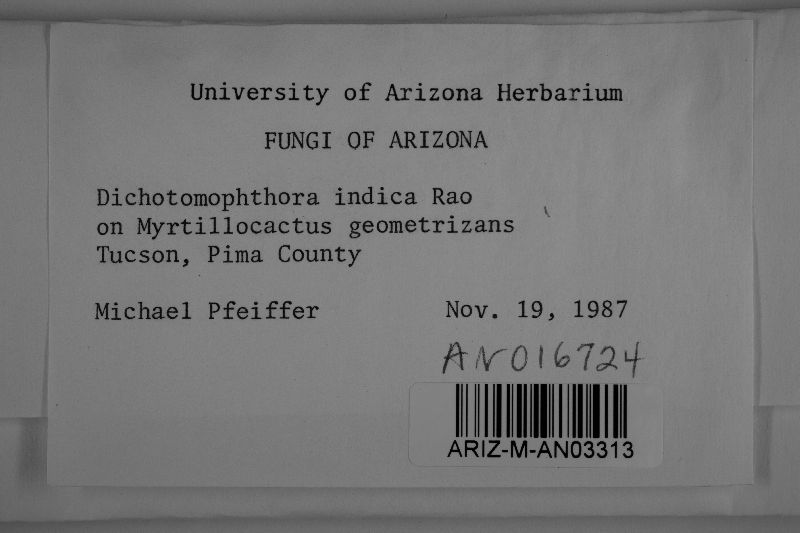 University of Arizona Herbarium
FUNGI OF ARIZONA
Dichotomophthora indica Rao
on Myrtillocactus geometrizans
Tucson, Pima County
Michael Pfeiffer Nov. 19, 1987
AN016724
ARIZ-M-AN03313